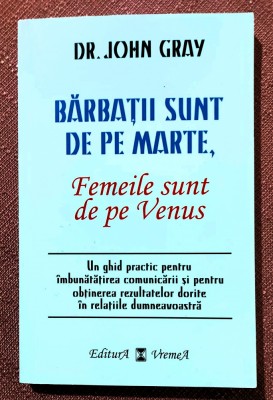 DR. JOHN GRAY
BĂRBAȚII SUNT
DE PE MARTE,
Femeile sunt
de pe Venus
Un ghid practic pentru
îmbunătățirea comunicării și pentru
obținerea rezultatelor dorite
în relațiile dumneavoastră
EditurA VremeA